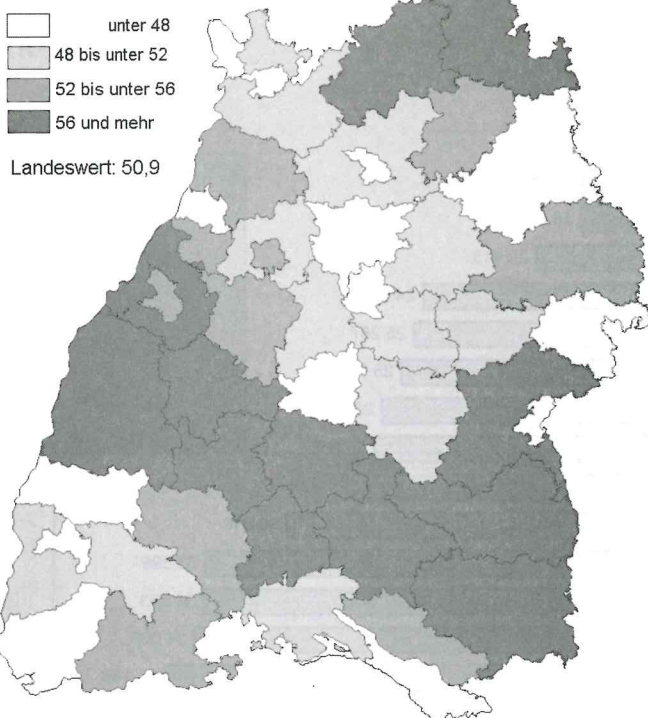 unter 48
48 bis unter 52
52 bis unter 56
56 und mehr
Landeswert: 50,9